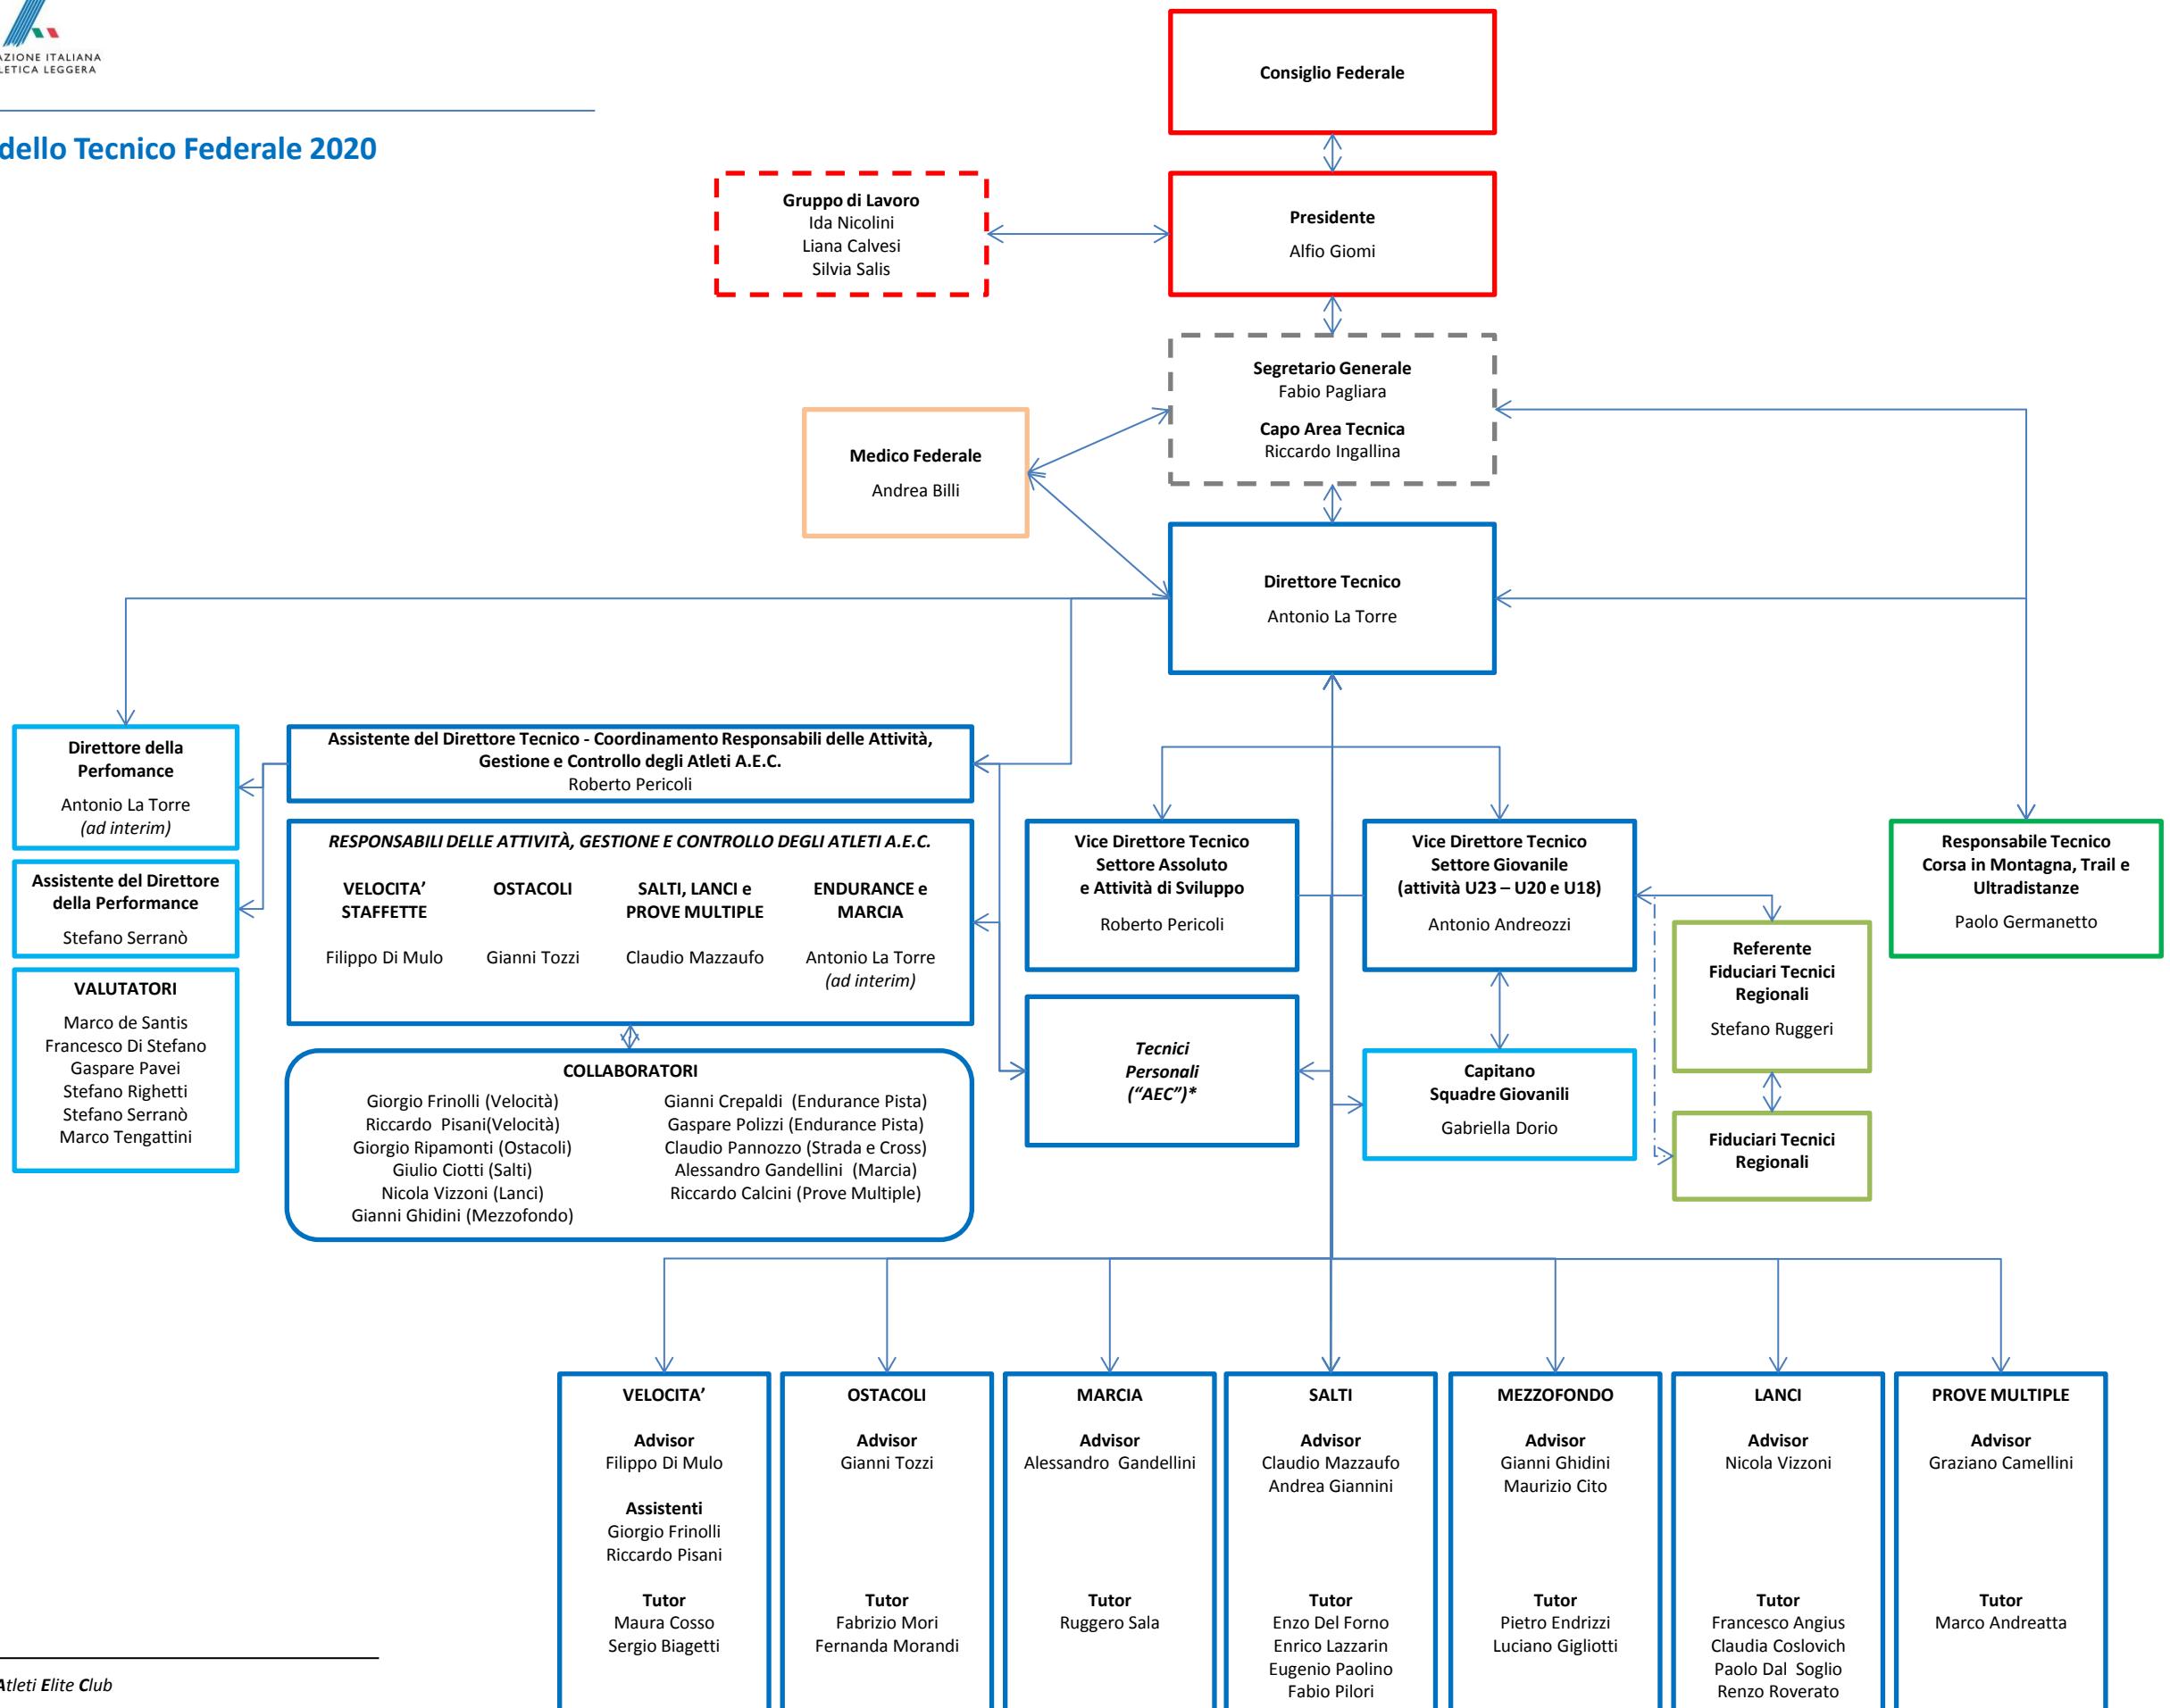 AZIONE ITALIANA
LETICA LEGGERA
dello Tecnico Federale 2020
Consiglio Federale
Gruppo di Lavoro
Ida Nicolini
Liana Calvesi
Silvia Salis
Presidente
Alfio Giomi
Segretario Generale
Fabio Pagliara
Capo Area Tecnica
Riccardo Ingallina
Medico Federale
Andrea Billi
Direttore Tecnico
Antonio La Torre
Direttore della
Perfomance
Antonio La Torre
(ad interim)
Assistente del Direttore
della Performance
Stefano Serranò
VALUTATORI
Marco de Santis
Francesco Di Stefano
Gaspare Pavei
Stefano Righetti
Stefano Serranò
Marco Tengattini
Assistente del Direttore Tecnico - Coordinamento Responsabili delle Attività,
Gestione e Controllo degli Atleti A.E.C.
Roberto Pericoli
RESPONSABILI DELLE ATTIVITÀ, GESTIONE E CONTROLLO DEGLI ATLETI A.E.C.
VELOCITA’
STAFFETTE
Filippo Di Mulo
OSTACOLI
Gianni Tozzi
SALTI, LANCI e
PROVE MULTIPLE
Claudio Mazzaufo
ENDURANCE e
MARCIA
Antonio La Torre
(ad interim)
COLLABORATORI
Giorgio Frinolli (Velocità)
Riccardo Pisani(Velocità)
Giorgio Ripamonti (Ostacoli)
Giulio Ciotti (Salti)
Nicola Vizzoni (Lanci)
Gianni Ghidini (Mezzofondo)
Gianni Crepaldi (Endurance Pista)
Gaspare Polizzi (Endurance Pista)
Claudio Pannozzo (Strada e Cross)
Alessandro Gandellini (Marcia)
Riccardo Calcini (Prove Multiple)
Vice Direttore Tecnico
Settore Assoluto
e Attività di Sviluppo
Roberto Pericoli
Vice Direttore Tecnico
Settore Giovanile
(attività U23 – U20 e U18)
Antonio Andreozzi
Tecnici
Personali
(“AEC”)*
Capitano
Squadre Giovanili
Gabriella Dorio
Referente
Fiduciari Tecnici
Regionali
Stefano Ruggeri
Fiduciari Tecnici
Regionali
Responsabile Tecnico
Corsa in Montagna, Trail e
Ultradistanze
Paolo Germanetto
VELOCITA’
Advisor
Filippo Di Mulo
Assistenti
Giorgio Frinolli
Riccardo Pisani
Tutor
Maura Cosso
Sergio Biagetti
OSTACOLI
Advisor
Gianni Tozzi
Tutor
Fabrizio Mori
Fernanda Morandi
MARCIA
Advisor
Alessandro Gandellini
Tutor
Ruggero Sala
SALTI
Advisor
Claudio Mazzaufo
Andrea Giannini
Tutor
Enzo Del Forno
Enrico Lazzarin
Eugenio Paolino
Fabio Pilori
MEZZOFONDO
Advisor
Gianni Ghidini
Maurizio Cito
Tutor
Pietro Endrizzi
Luciano Gigliotti
LANCI
Advisor
Nicola Vizzoni
Tutor
Francesco Angius
Claudia Coslovich
Paolo Dal Soglio
Renzo Roverato
PROVE MULTIPLE
Advisor
Graziano Camellini
Tutor
Marco Andreatta
Atleti Elite Club